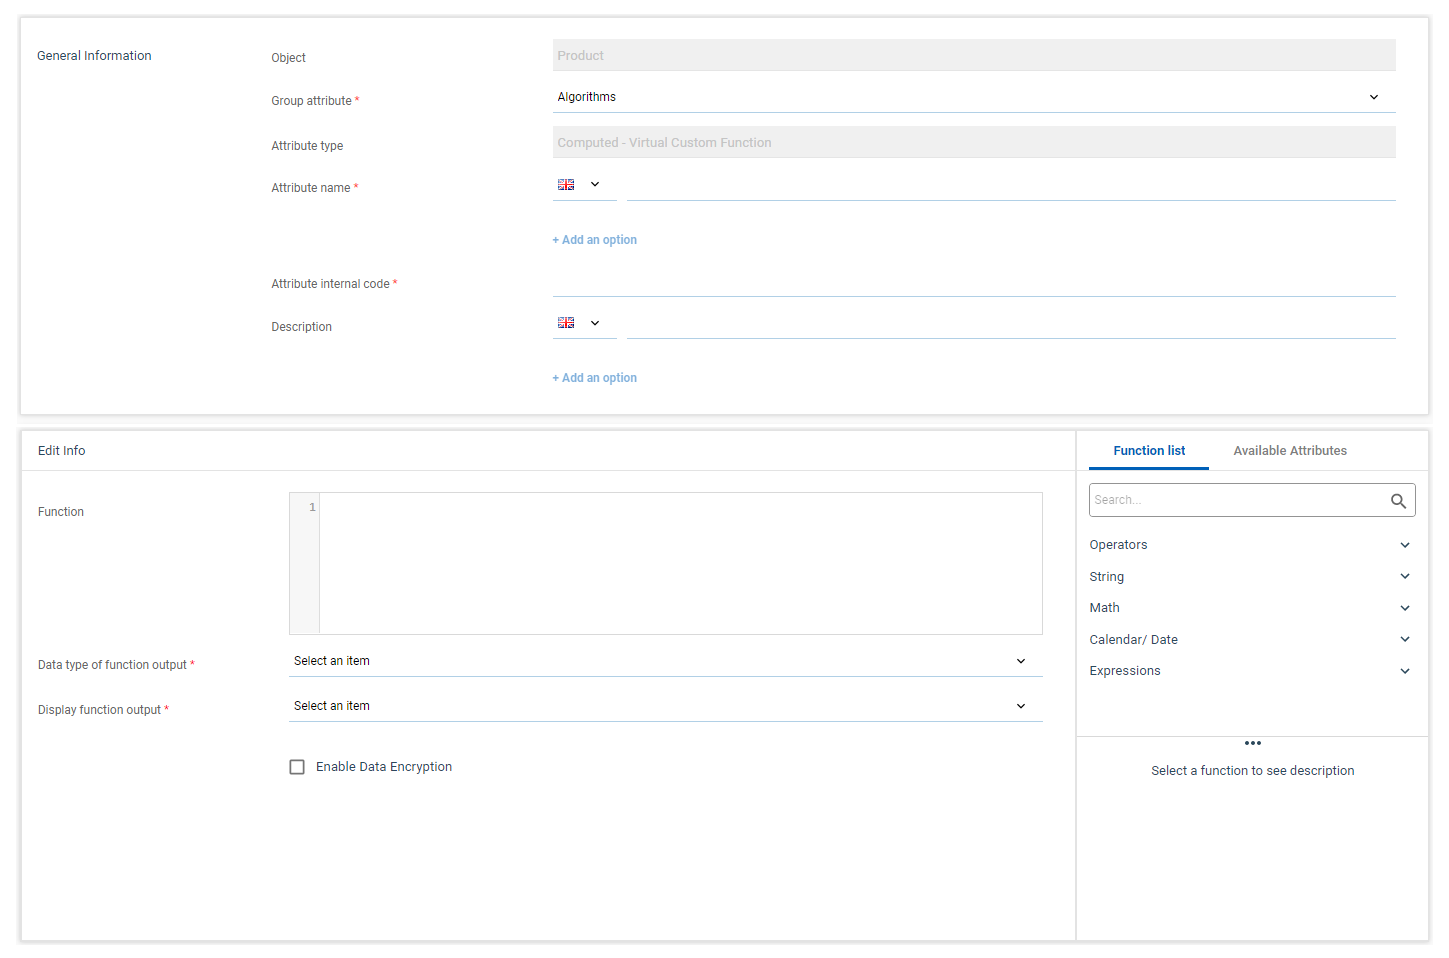 General Information
Object
Product
Group attribute *
Algorithms
Attribute type
Computed - Virtual Custom Function
Attribute name *
+ Add an option
Attribute internal code *
Description
+ Add an option
Edit Info
Function
1
Data type of function output *
Select an item
Display function output *
Select an item
Enable Data Encryption
Function list
Available Attributes
Search...
Operators
String
Math
Calendar/ Date
Expressions
Select a function to see description